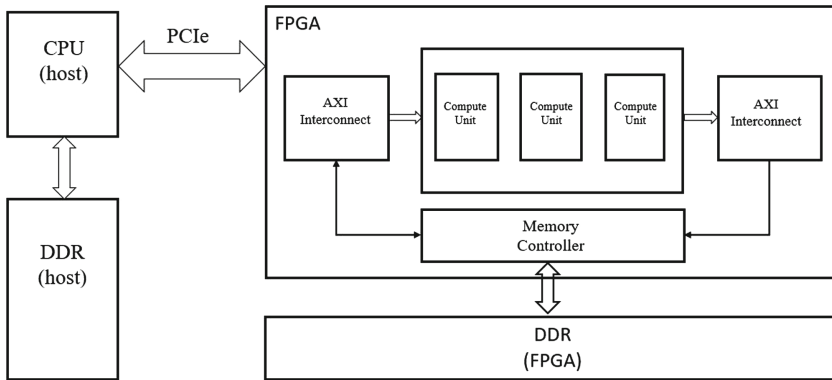 FPGA
CPU
(host)
PCIe
AXI
Interconnect
Compute
Unit
Compute
Unit
Compute
Unit
AXI
Interconnect
DDR
(host)
Memory
Controller
DDR
(FPGA)